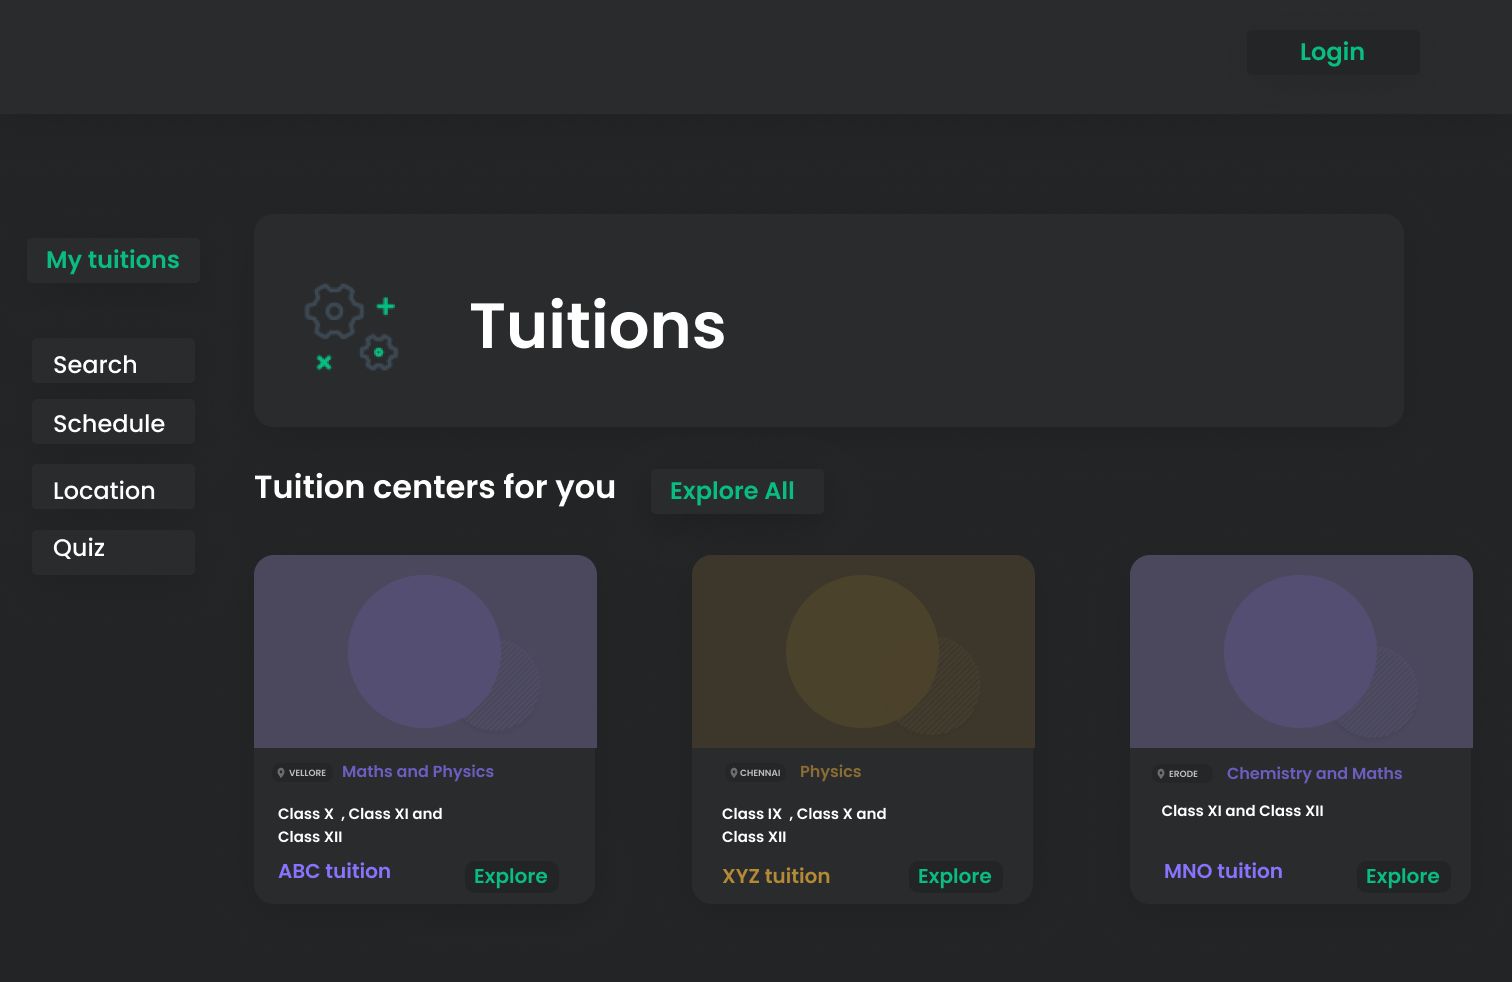 Login
My tuitions
Search
Schedule
Location
Quiz
Tuitions
Tuition centers for you
Explore All
VELLORE
Maths and Physics
Class X , Class XI and
Class XII
ABC tuition
Explore
CHENNAI
Physics
Class IX , Class X and
Class XII
XYZ tuition
Explore
ERODE
Chemistry and Maths
Class XI and Class XII
MNO tuition
Explore